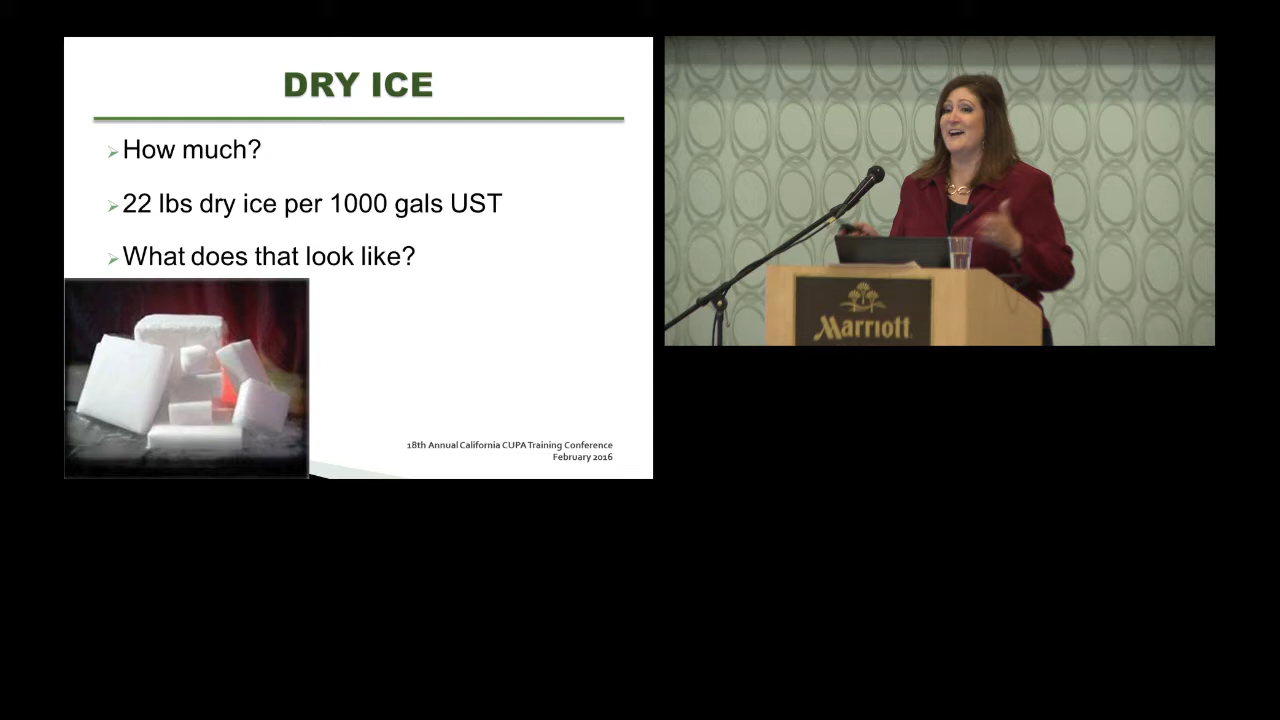 DRY ICE
How much?
22 lbs dry ice per 1000 gals UST
What does that look like?
18th Annual California CUPA Training Conference
February 2016
Marriott